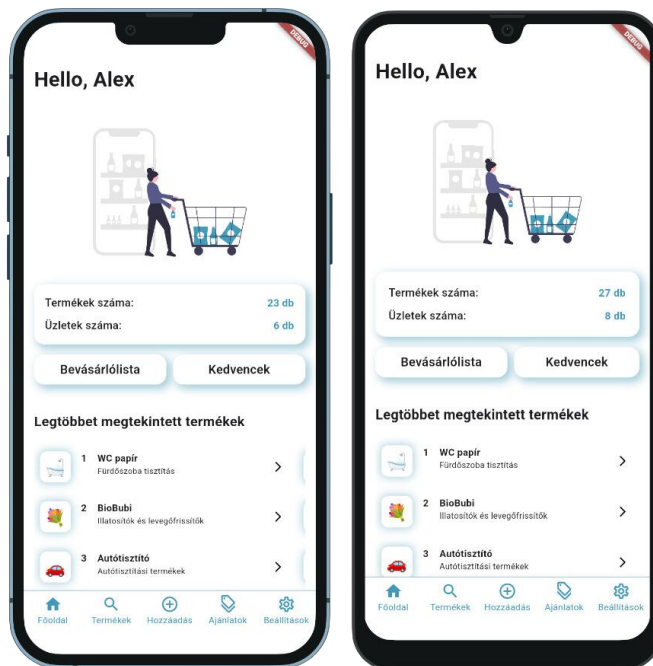 DEBUG
Hello, Alex
Termékek száma: 23 db
Üzletek száma: 6 db
Bevásárlólista Kedvencek
Legtöbbet megtekintett termékek
1 WC papír
Fürdőszoba tisztítás
2 BioBubi
Illatosítók és levegőfrissítők
3 Autótisztító
Autótisztítási termékek
Főoldal Termékek Hozzáadás Ajánlatok Beállítások
DEBUG
Hello, Alex
Termékek száma: 27 db
Üzletek száma: 8 db
Bevásárlólista Kedvencek
Legtöbbet megtekintett termékek
1 WC papír
Fürdőszoba tisztítás
2 BioBubi
Illatosítók és levegőfrissítők
3 Autótisztító
Autótisztítási termékek
Főoldal Termékek Hozzáadás Ajánlatok Beállítások